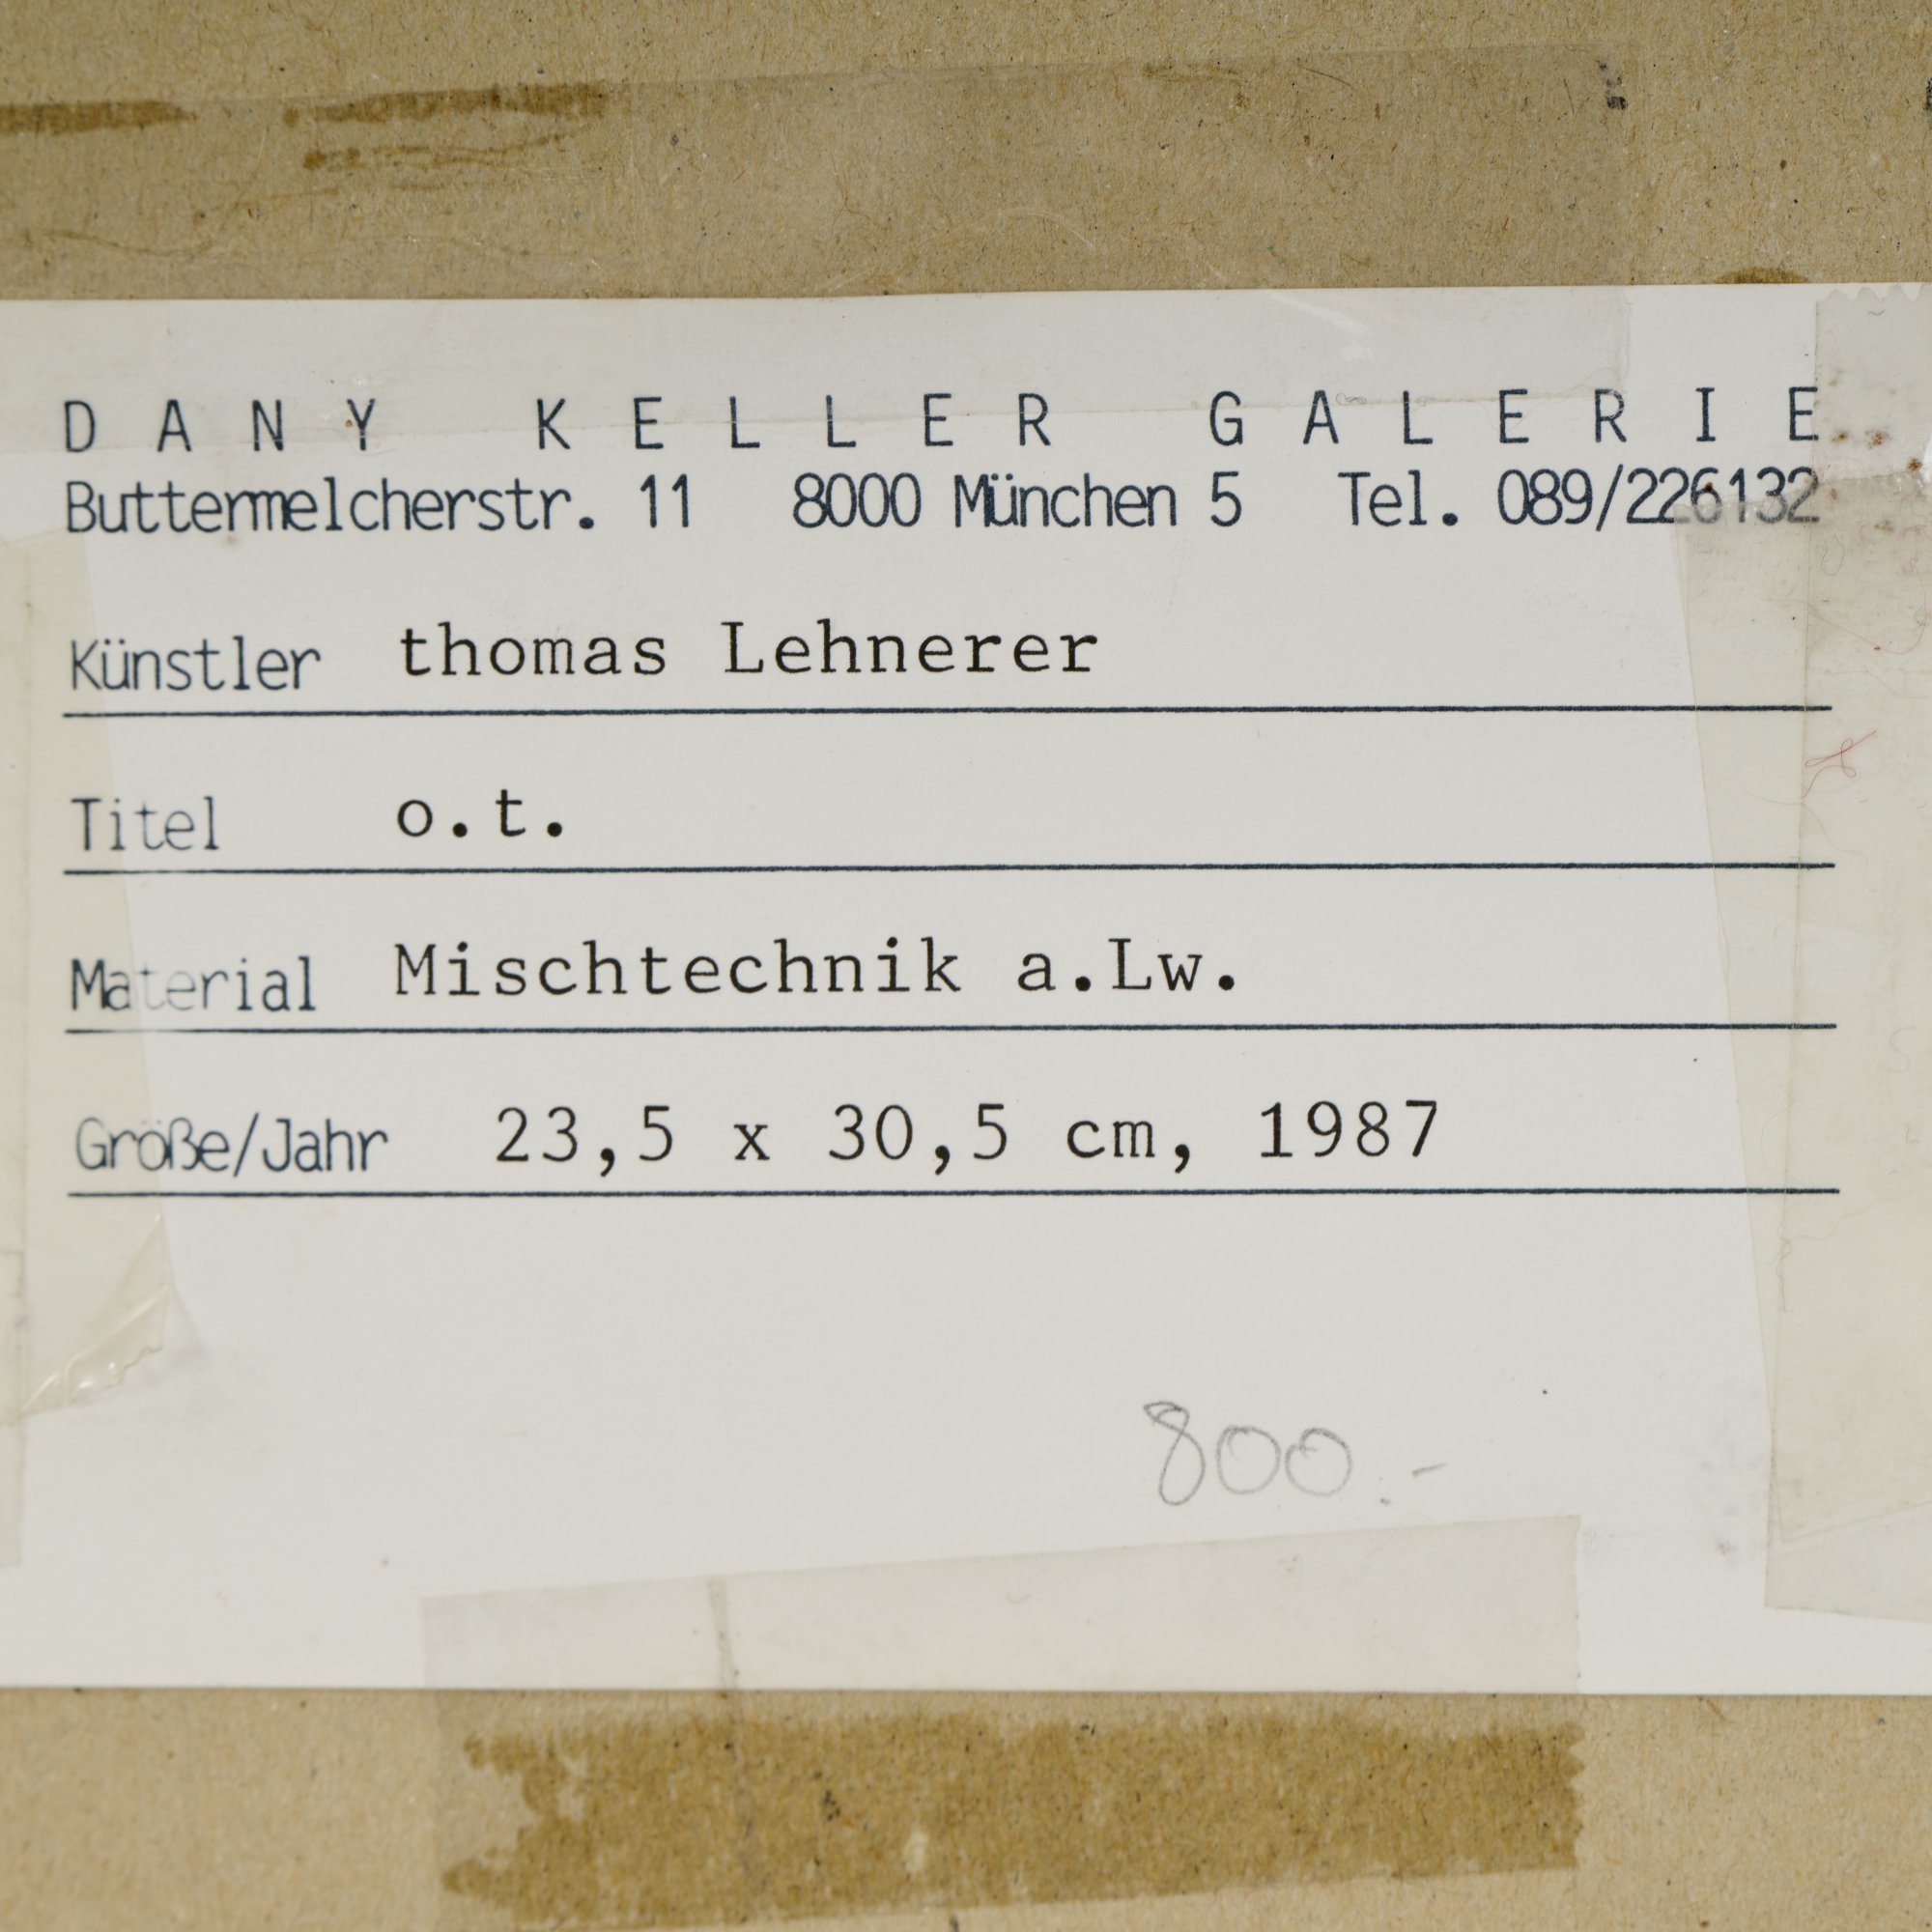 DANY KELLER GALERIE
Buttermelcherstr. 11 8000 München 5 Tel. 089/226132
Künstler thomas Lehnerer
Titel o.t.
Material Mischtechnik a.Lw.
Größe/Jahr 23,5 x 30,5 cm, 1987
800.-